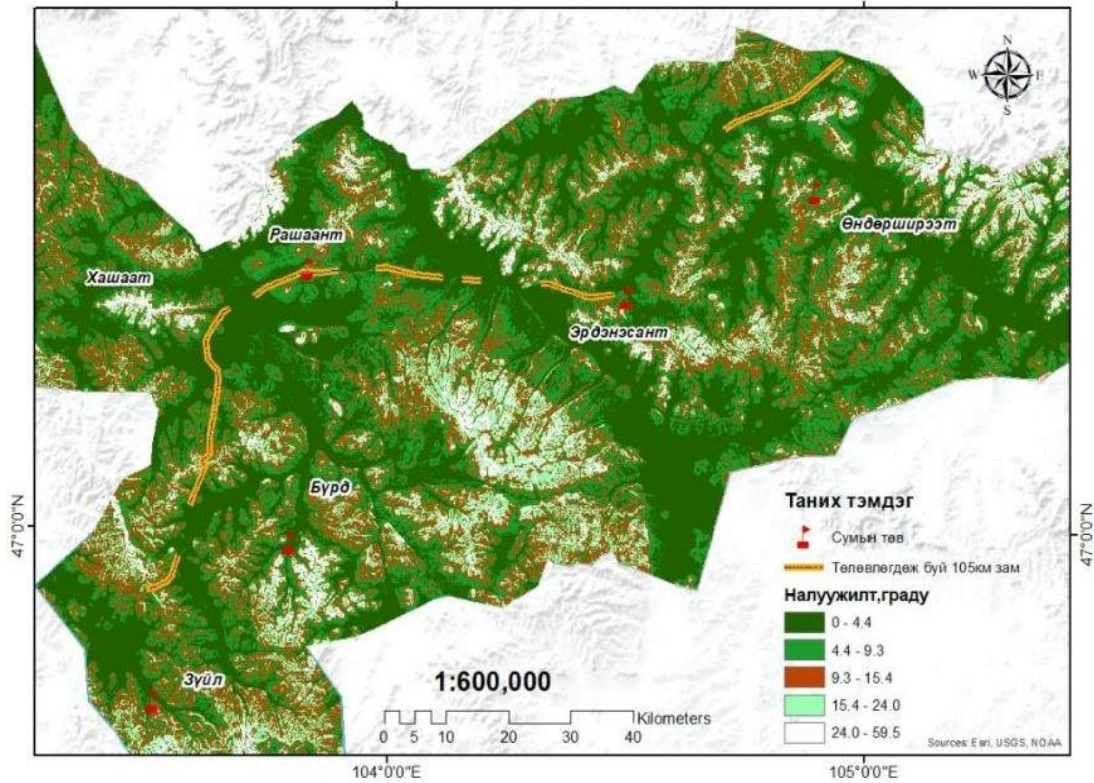 N
W E
S
Рашаант
Өндөрширээт
Хашаат
Эрдэнэсант
Бүрд
Зүйл
47°0'0"N
47°0'0"N
Таних тэмдэг
Сумын төв
Төлөвлөгдөж буй 105км зам
Налуужилт,граду
0 - 4.4
4.4 - 9.3
9.3 - 15.4
15.4 - 24.0
24.0 - 59.5
1:600,000
Kilometers
0 5 10 20 30 40
Sources: Esri, USGS, NOAA
104°0'0"E
105°0'0"E